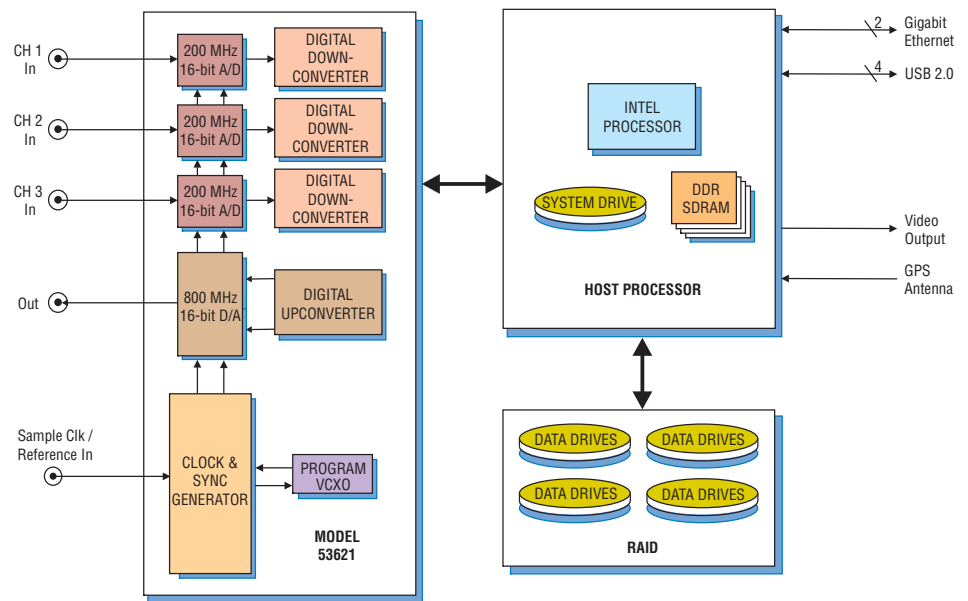 CH 1
In
200 MHz
16-bit A/D
DIGITAL
DOWN-
CONVERTER
CH 2
In
200 MHz
16-bit A/D
DIGITAL
DOWN-
CONVERTER
CH 3
In
200 MHz
16-bit A/D
DIGITAL
DOWN-
CONVERTER
Out
800 MHz
16-bit D/A
DIGITAL
UPCONVERTER
Sample Clk /
Reference In
CLOCK &
SYNC
GENERATOR
PROGRAM
VCXO
MODEL
53621
INTEL
PROCESSOR
SYSTEM DRIVE
DDR
SDRAM
HOST PROCESSOR
2
Gigabit
Ethernet
4
USB 2.0
Video
Output
GPS
Antenna
DATA DRIVES
DATA DRIVES
DATA DRIVES
DATA DRIVES
RAID